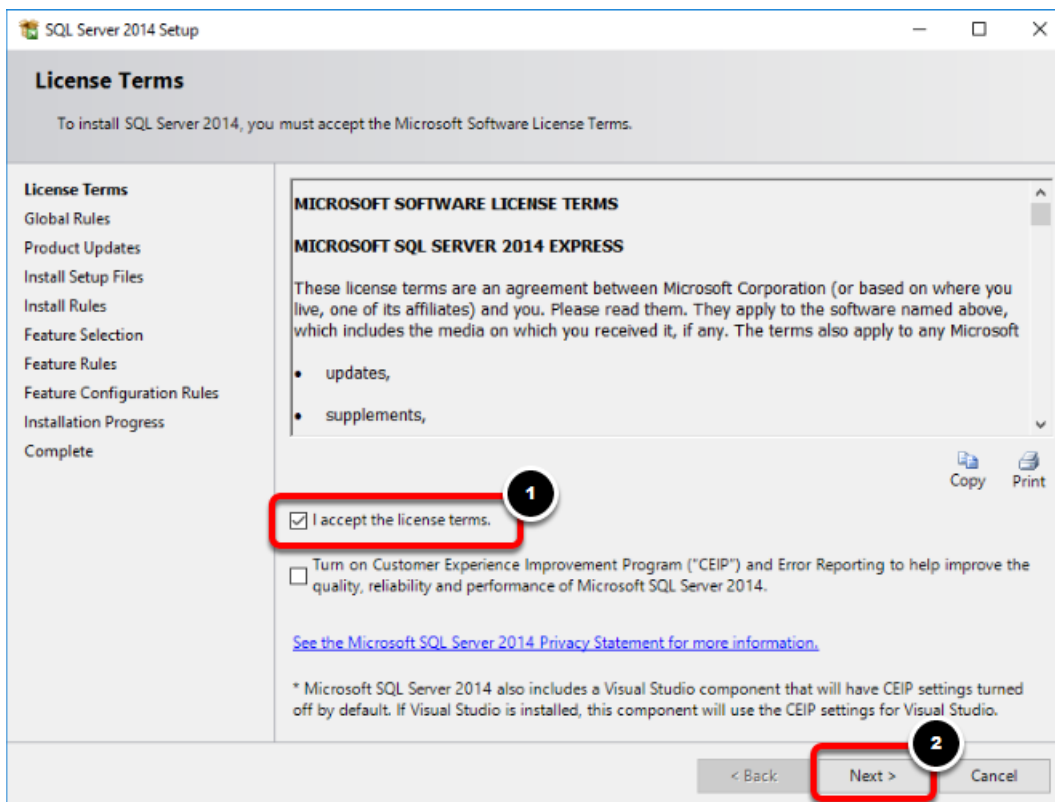 SQL Server 2014 Setup
License Terms
To install SQL Server 2014, you must accept the Microsoft Software License Terms.
License Terms
Global Rules
Product Updates
Install Setup Files
Install Rules
Feature Selection
Feature Rules
Feature Configuration Rules
Installation Progress
Complete
MICROSOFT SOFTWARE LICENSE TERMS
MICROSOFT SQL SERVER 2014 EXPRESS
These license terms are an agreement between Microsoft Corporation (or based on where you
live, one of its affiliates) and you. Please read them. They apply to the software named above,
which includes the media on which you received it, if any. The terms also apply to any Microsoft
• updates,
• supplements,
Copy
Print
1
I accept the license terms.
Turn on Customer Experience Improvement Program ("CEIP") and Error Reporting to help improve the
quality, reliability and performance of Microsoft SQL Server 2014.
See the Microsoft SQL Server 2014 Privacy Statement for more information.
* Microsoft SQL Server 2014 also includes a Visual Studio component that will have CEIP settings turned
off by default. If Visual Studio is installed, this component will use the CEIP settings for Visual Studio.
2
< Back
Next >
Cancel